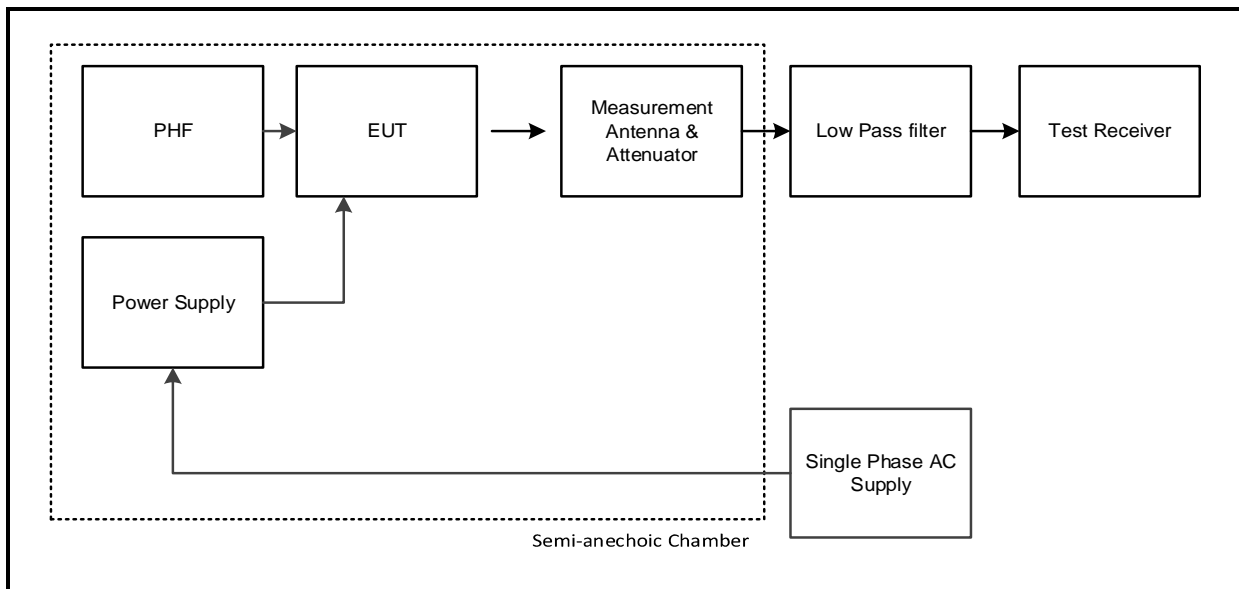 PHF
EUT
Measurement
Antenna &
Attenuator
Low Pass filter
Test Receiver
Power Supply
Single Phase AC
Supply
Semi-anechoic Chamber